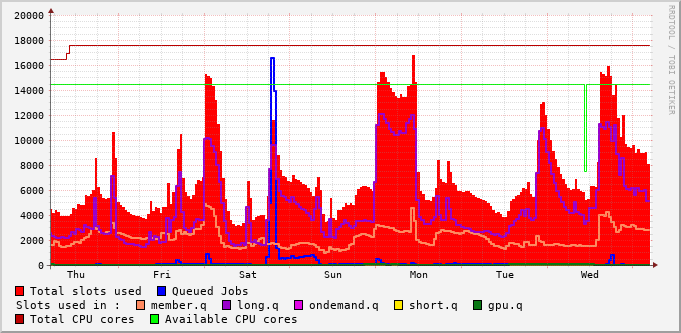 20000
18000
16000
14000
12000
10000
8000
6000
4000
2000
0
Thu Fri Sat Sun Mon Tue Wed
Total slots used Queued Jobs
Slots used in : member.q long.q ondemand.q short.q gpu.q
Total CPU cores Available CPU cores
RRDTOOL / TOBI OETIKER